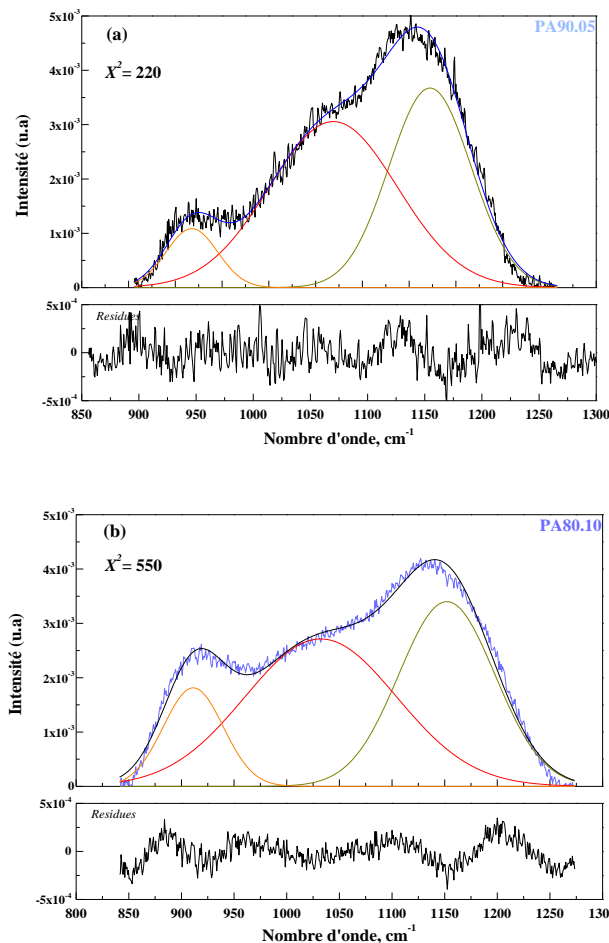 (a)
PA90.05
X² = 220
5x10⁻³
4x10⁻³
3x10⁻³
2x10⁻³
1x10⁻³
0
Intensité (u.a)
Residues
5x10⁻⁴
0
-5x10⁻⁴
850 900 950 1000 1050 1100 1150 1200 1250 1300
Nombre d'onde, cm⁻¹
(b)
PA80.10
X² = 550
5x10⁻³
4x10⁻³
3x10⁻³
2x10⁻³
1x10⁻³
0
Intensité (u.a)
Residues
5x10⁻⁴
0
-5x10⁻⁴
800 850 900 950 1000 1050 1100 1150 1200 1250 1300
Nombre d'onde, cm⁻¹